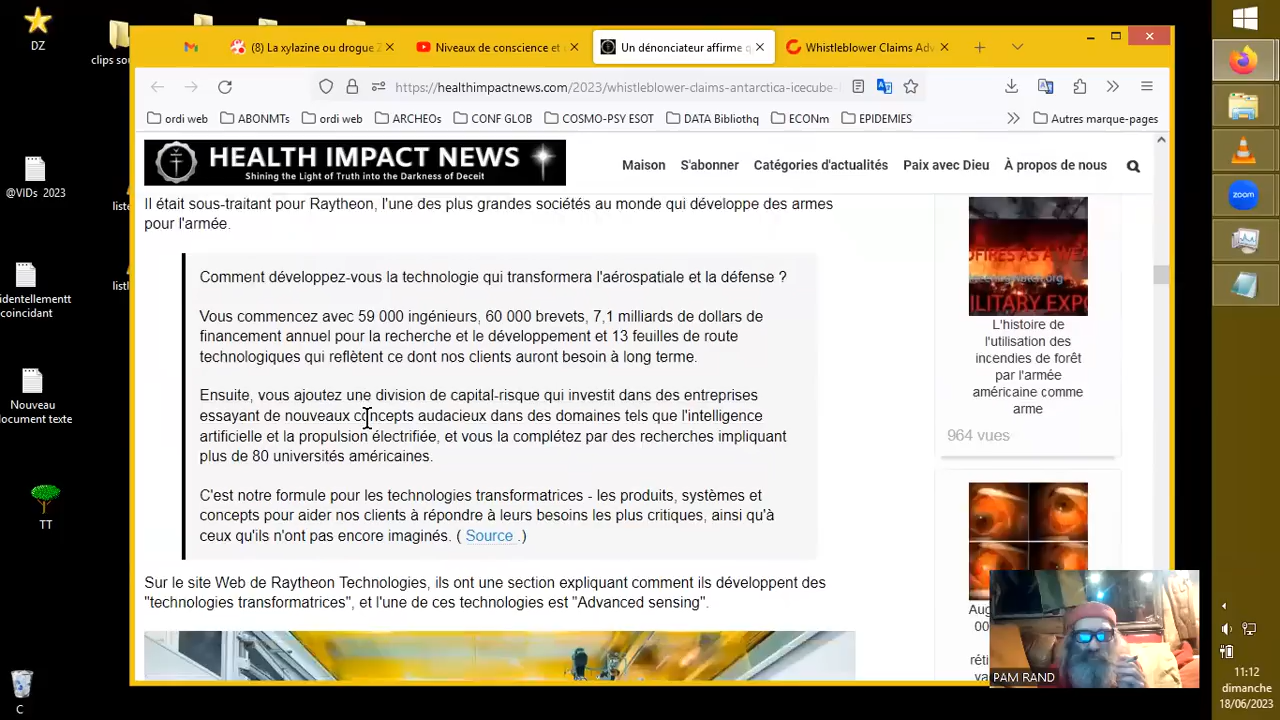 DZ
clips sou
@VIDs 2023
liste
identellementt
coincidant
listl
Nouveau
document texte
TT
C
(8) La xylazine ou drogue Z
Niveaux de conscience et c
Un dénonciateur affirme q
Whistleblower Claims Adv
https://healthimpactnews.com/2023/whistleblower-claims-antarctica-icecube-
ordi web
ABONMTs
ordi web
ARCHEOs
CONF GLOB
COSMO-PSY ESOT
DATA Bibliothq
ECONm
EPIDEMIES
Autres marque-pages
HEALTH IMPACT NEWS
Shining the Light of Truth into the Darkness of Deceit
Maison
S'abonner
Catégories d'actualités
Paix avec Dieu
À propos de nous
Il était sous-traitant pour Raytheon, l'une des plus grandes sociétés au monde qui développe des armes
pour l'armée.
Comment développez-vous la technologie qui transformera l'aérospatiale et la défense ?
Vous commencez avec 59 000 ingénieurs, 60 000 brevets, 7,1 milliards de dollars de
financement annuel pour la recherche et le développement et 13 feuilles de route
technologiques qui reflètent ce dont nos clients auront besoin à long terme.
Ensuite, vous ajoutez une division de capital-risque qui investit dans des entreprises
essayant de nouveaux concepts audacieux dans des domaines tels que l'intelligence
artificielle et la propulsion électrifiée, et vous la complétez par des recherches impliquant
plus de 80 universités américaines.
C'est notre formule pour les technologies transformatrices - les produits, systèmes et
concepts pour aider nos clients à répondre à leurs besoins les plus critiques, ainsi qu'à
ceux qu'ils n'ont pas encore imaginés. ( Source .)
Sur le site Web de Raytheon Technologies, ils ont une section expliquant comment ils développent des
"technologies transformatrices", et l'une de ces technologies est "Advanced sensing".
FIRES AS A WEA
MILITARY EXPO
L'histoire de
l'utilisation des
incendies de forêt
par l'armée
américaine comme
arme
964 vues
Aug
00
réti
va
PAM RAND
zoom
11:12
dimanche
18/06/2023